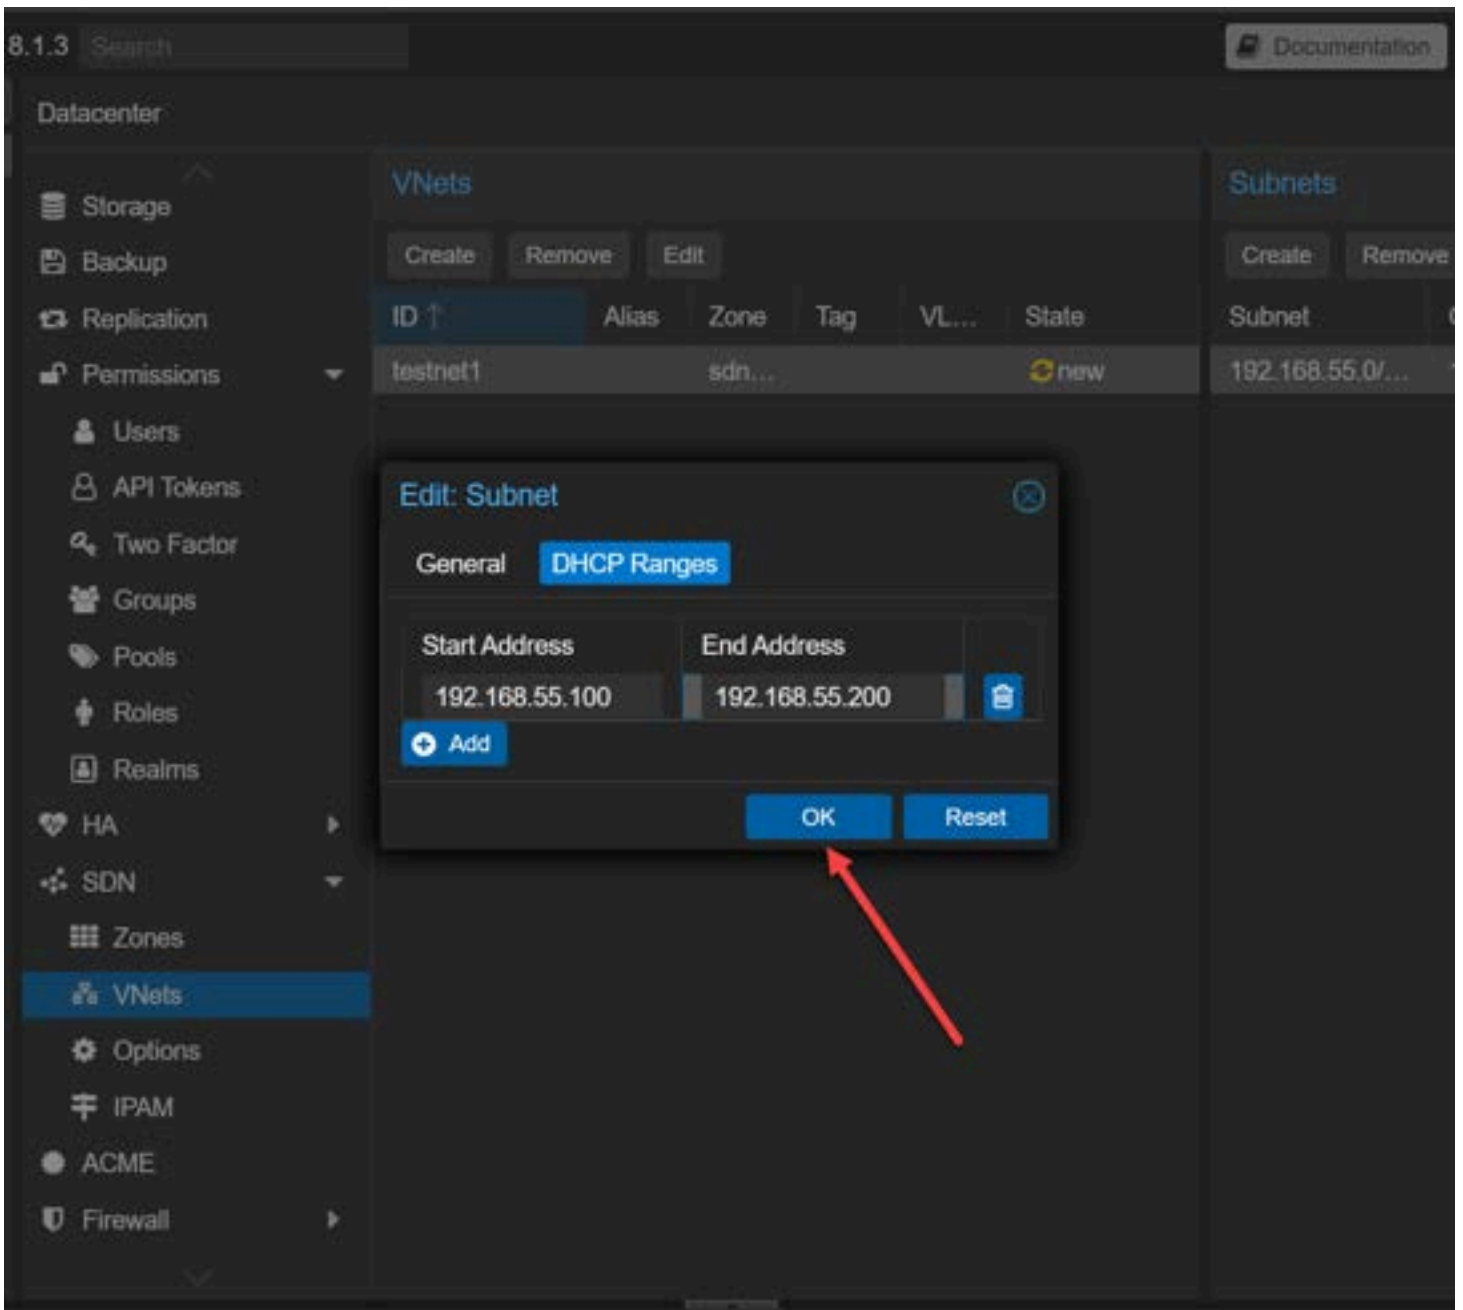 8.1.3 Search Documentation
Datacenter
Storage
Backup
Replication
Permissions
Users
API Tokens
Two Factor
Groups
Pools
Roles
Realms
HA
SDN
Zones
VNets
Options
IPAM
ACME
Firewall
VNets
Create Remove Edit
ID Alias Zone Tag VL... State
testnet1 sdn... new
Subnets
Create Remove
Subnet
192.168.55.0/...
Edit: Subnet
General DHCP Ranges
Start Address End Address
192.168.55.100 192.168.55.200
Add
OK Reset